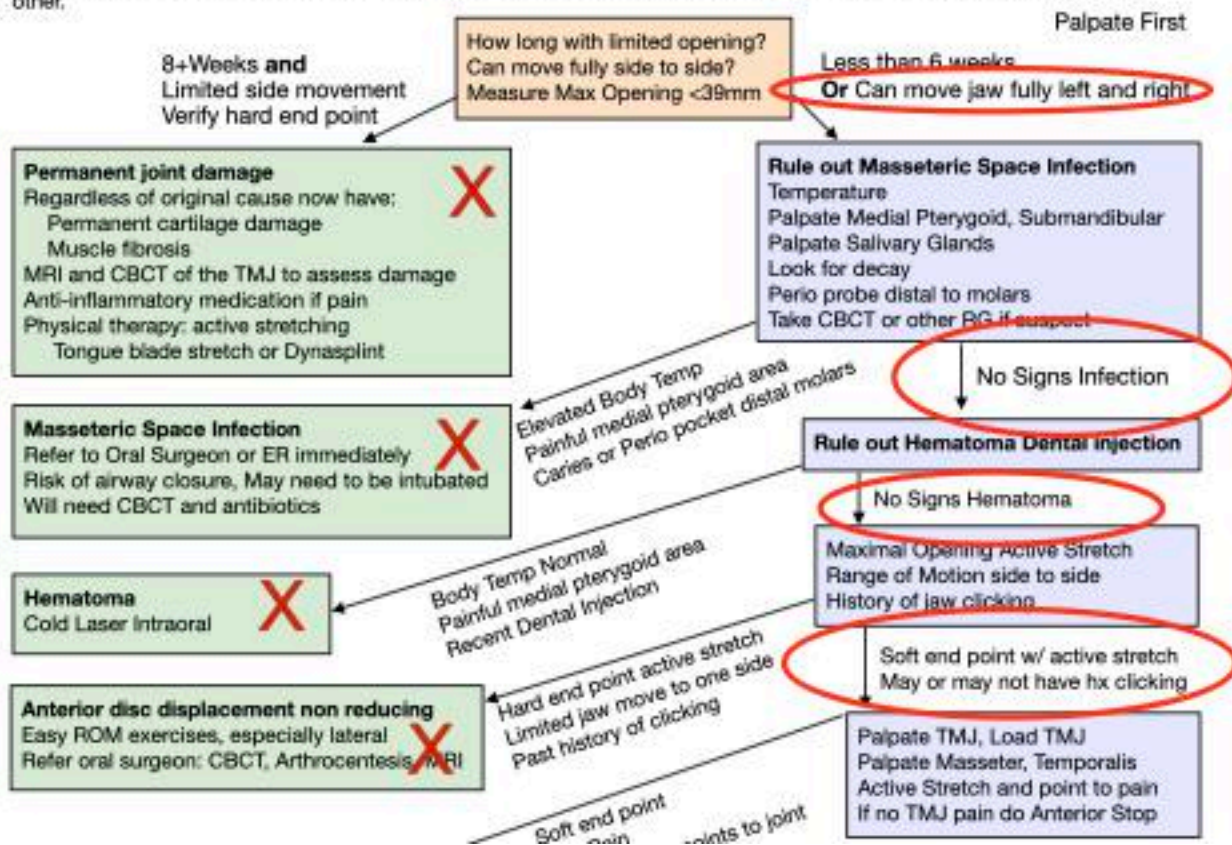 other.
Palpate First
How long with limited opening?
Can move fully side to side?
Measure Max Opening <39mm
8+Weeks and
Limited side movement
Verify hard end point
Less than 6 weeks
Or Can move jaw fully left and right
Permanent joint damage
Regardless of original cause now have:
Permanent cartilage damage
Muscle fibrosis
MRI and CBCT of the TMJ to assess damage
Anti-inflammatory medication if pain
Physical therapy: active stretching
Tongue blade stretch or Dynasplint
X
Rule out Masseteric Space Infection
Temperature
Palpate Medial Pterygoid, Submandibular
Palpate Salivary Glands
Look for decay
Perio probe distal to molars
Take CBCT or other RG if suspect
Elevated Body Temp
Painful medial pterygoid area
Caries or Perio pocket distal molars
No Signs Infection
Masseteric Space Infection
Refer to Oral Surgeon or ER immediately
Risk of airway closure, May need to be intubated
Will need CBCT and antibiotics
X
Rule out Hematoma Dental injection
No Signs Hematoma
Body Temp Normal
Painful medial pterygoid area
Recent Dental Injection
Hematoma
Cold Laser Intraoral
X
Maximal Opening Active Stretch
Range of Motion side to side
History of jaw clicking
Hard end point active stretch
Limited jaw move to one side
Past history of clicking
Soft end point w/ active stretch
May or may not have hx clicking
Anterior disc displacement non reducing
Easy ROM exercises, especially lateral
Refer oral surgeon: CBCT, Arthrocentesis, MRI
X
Palpate TMJ, Load TMJ
Palpate Masseter, Temporalis
Active Stretch and point to pain
If no TMJ pain do Anterior Stop
Soft end point
to joint